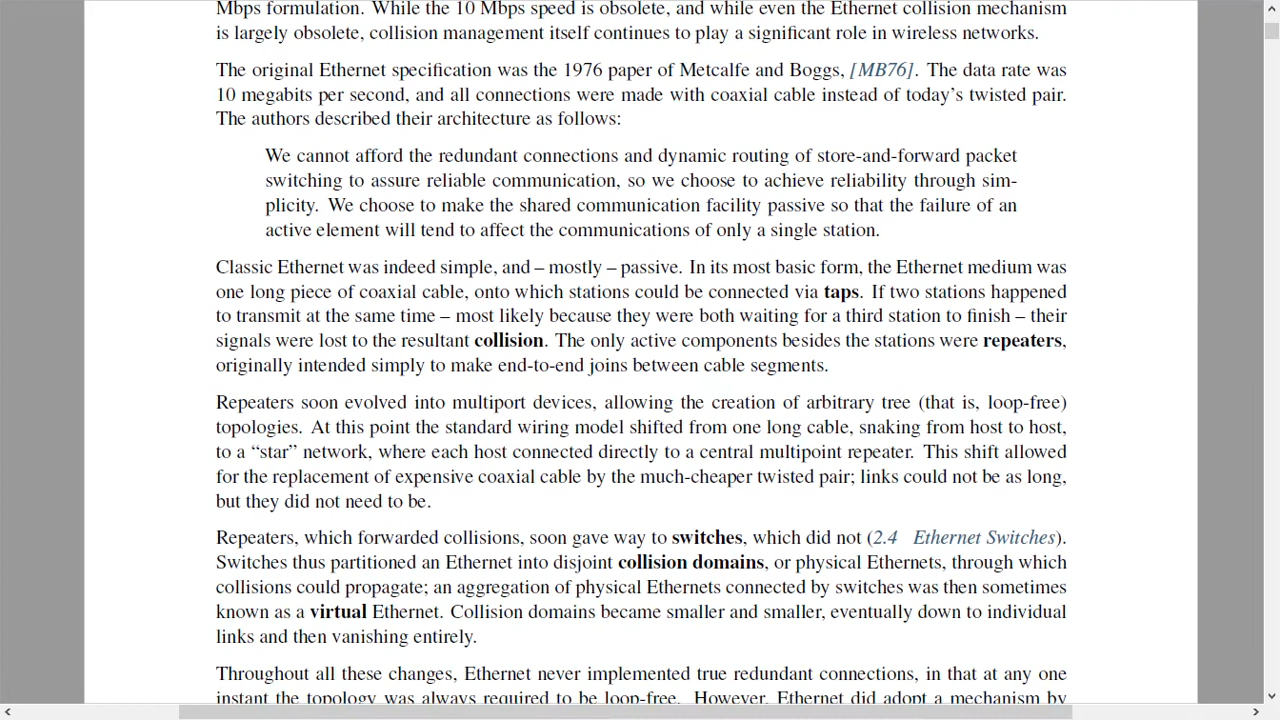 Mbps formulation. While the 10 Mbps speed is obsolete, and while even the Ethernet collision mechanism
is largely obsolete, collision management itself continues to play a significant role in wireless networks.
The original Ethernet specification was the 1976 paper of Metcalfe and Boggs, [MB76]. The data rate was
10 megabits per second, and all connections were made with coaxial cable instead of today’s twisted pair.
The authors described their architecture as follows:
We cannot afford the redundant connections and dynamic routing of store-and-forward packet
switching to assure reliable communication, so we choose to achieve reliability through sim-
plicity. We choose to make the shared communication facility passive so that the failure of an
active element will tend to affect the communications of only a single station.
Classic Ethernet was indeed simple, and – mostly – passive. In its most basic form, the Ethernet medium was
one long piece of coaxial cable, onto which stations could be connected via taps. If two stations happened
to transmit at the same time – most likely because they were both waiting for a third station to finish – their
signals were lost to the resultant collision. The only active components besides the stations were repeaters,
originally intended simply to make end-to-end joins between cable segments.
Repeaters soon evolved into multiport devices, allowing the creation of arbitrary tree (that is, loop-free)
topologies. At this point the standard wiring model shifted from one long cable, snaking from host to host,
to a “star” network, where each host connected directly to a central multipoint repeater. This shift allowed
for the replacement of expensive coaxial cable by the much-cheaper twisted pair; links could not be as long,
but they did not need to be.
Repeaters, which forwarded collisions, soon gave way to switches, which did not (2.4 Ethernet Switches).
Switches thus partitioned an Ethernet into disjoint collision domains, or physical Ethernets, through which
collisions could propagate; an aggregation of physical Ethernets connected by switches was then sometimes
known as a virtual Ethernet. Collision domains became smaller and smaller, eventually down to individual
links and then vanishing entirely.
Throughout all these changes, Ethernet never implemented true redundant connections, in that at any one
instant the topology was always required to be loop-free. However, Ethernet did adopt a mechanism by